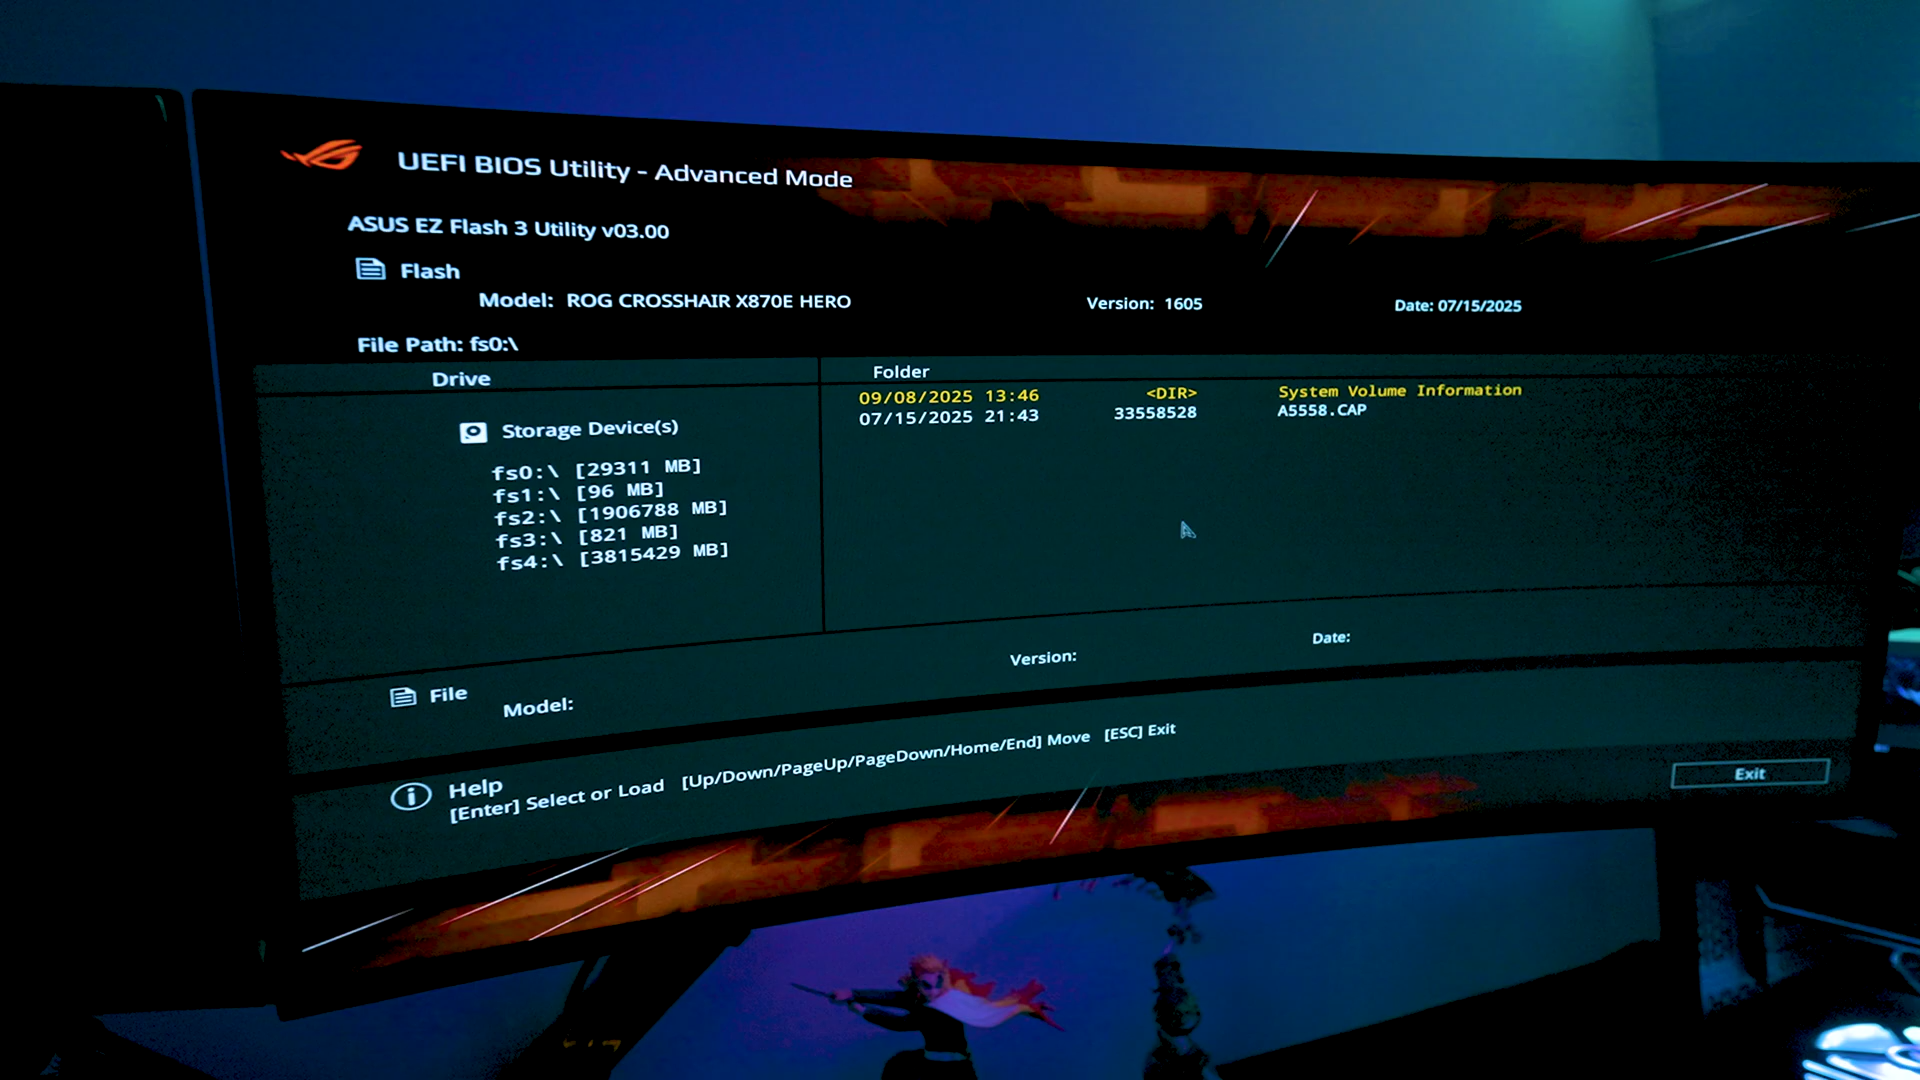 UEFI BIOS Utility - Advanced Mode
ASUS EZ Flash 3 Utility v03.00
Flash
Model: ROG CROSSHAIR X870E HERO Version: 1605 Date: 07/15/2025
File Path: fs0:\
Drive Folder
09/08/2025 13:46 <DIR> System Volume Information
07/15/2025 21:43 33558528 A5558.CAP
Storage Device(s)
fs0:\ [29311 MB]
fs1:\ [96 MB]
fs2:\ [1906788 MB]
fs3:\ [821 MB]
fs4:\ [3815429 MB]
File
Model: Version: Date:
Help
[Enter] Select or Load [Up/Down/PageUp/PageDown/Home/End] Move [ESC] Exit
Exit